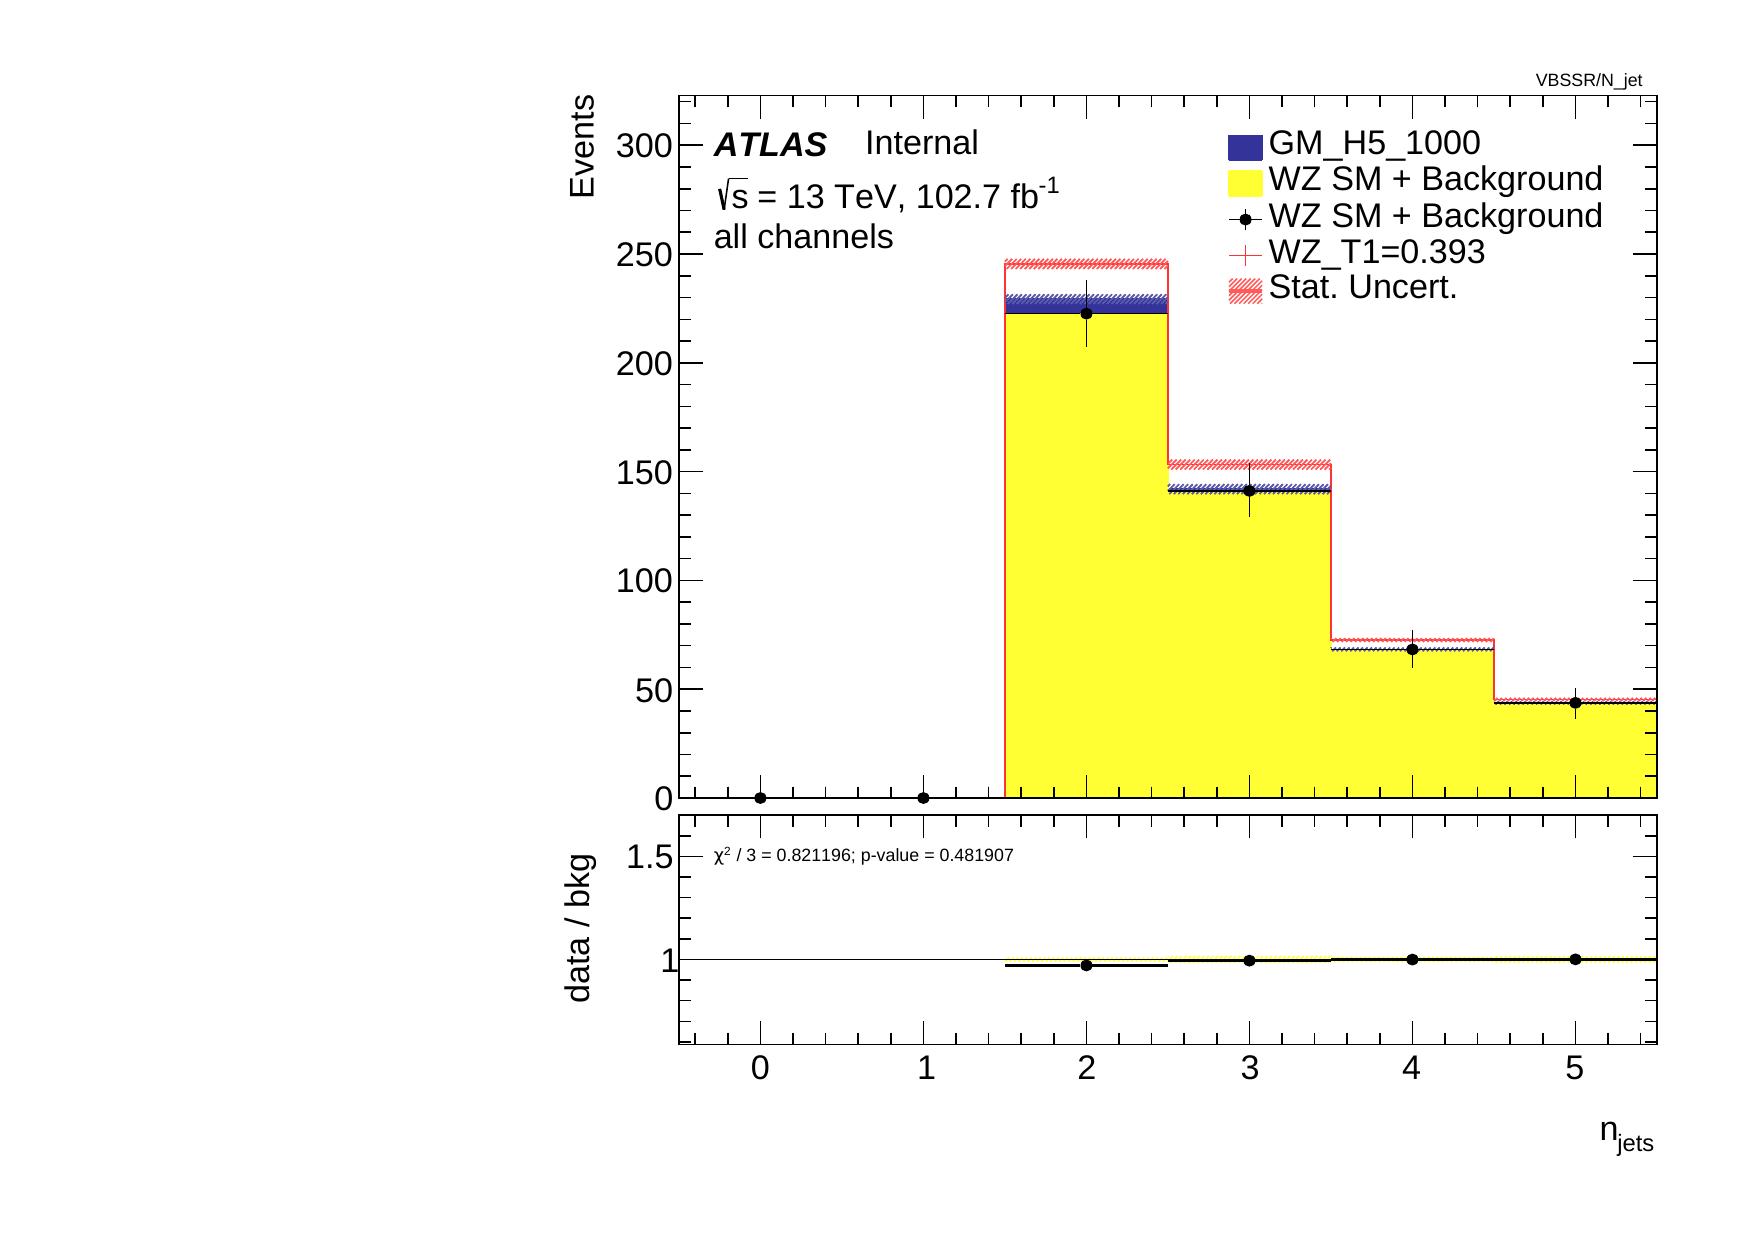 VBSSR/N_jet
Events
300
250
200
150
100
50
0
ATLAS Internal
√s = 13 TeV, 102.7 fb-1
all channels
GM_H5_1000
WZ SM + Background
WZ SM + Background
WZ_T1=0.393
Stat. Uncert.
data / bkg
1.5
1
χ2 / 3 = 0.821196; p-value = 0.481907
0 1 2 3 4 5
njets